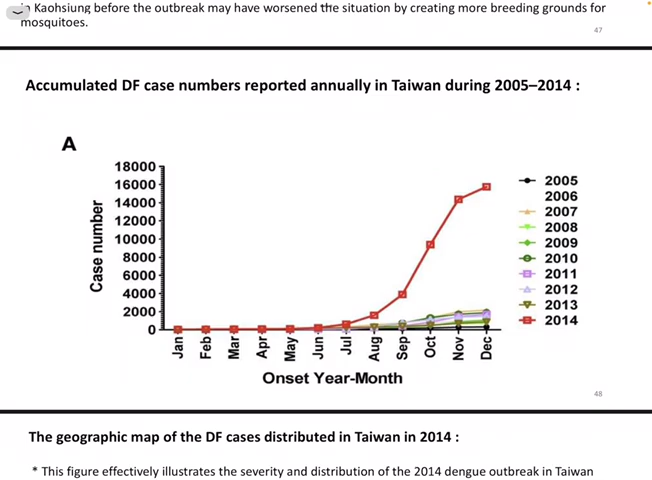 Kaohsiung before the outbreak may have worsened the situation by creating more breeding grounds for
mosquitoes.
47
Accumulated DF case numbers reported annually in Taiwan during 2005–2014 :
A
Case number
18000
16000
14000
12000
10000
8000
6000
4000
2000
0
Jan
Feb
Mar
Apr
May
Jun
Jul
Aug
Sep
Oct
Nov
Dec
Onset Year-Month
2005
2006
2007
2008
2009
2010
2011
2012
2013
2014
48
The geographic map of the DF cases distributed in Taiwan in 2014 :
* This figure effectively illustrates the severity and distribution of the 2014 dengue outbreak in Taiwan